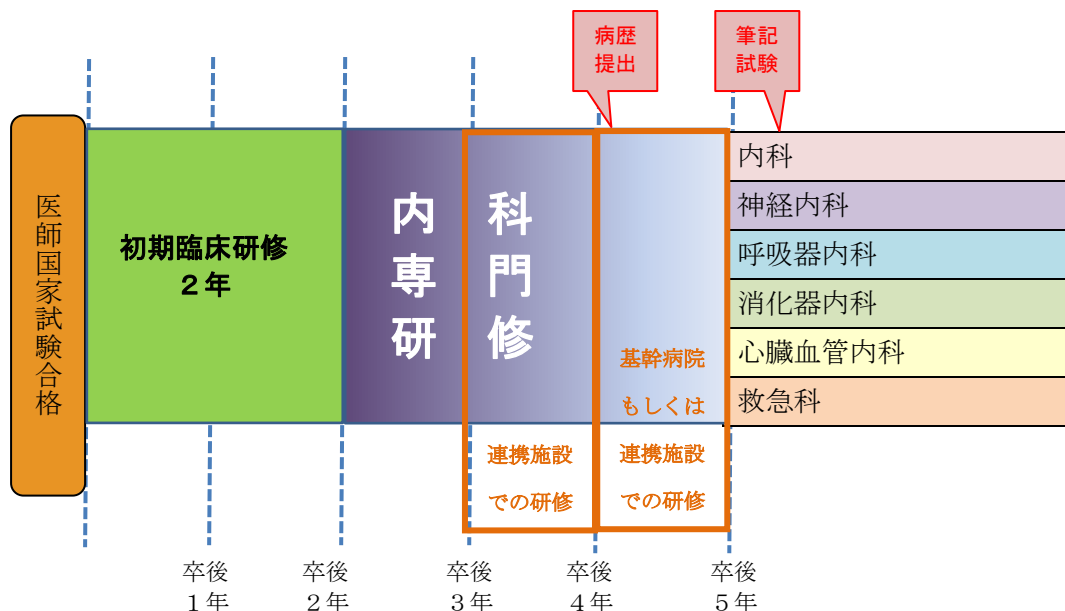 病歴
提出
筆記
試験
医師国家試験合格
初期臨床研修
２年
内科
専門
研修
基幹病院
もしくは
連携施設
での研修
連携施設
での研修
内科
神経内科
呼吸器内科
消化器内科
心臓血管内科
救急科
卒後
１年
卒後
２年
卒後
３年
卒後
４年
卒後
５年